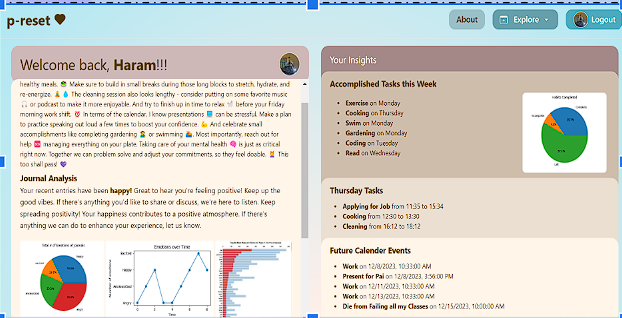 p-reset
About
Explore
Logout
Welcome back, Haram!!!
healthy meals. 🥦 Make sure to build in small breaks during those long blocks to stretch, hydrate, and
re-energize. 🧘 💧 The cleaning session also looks lengthy - consider putting on some favorite music
🎧 or podcast to make it more enjoyable. And try to finish up in time to relax 🍽 before your Friday
morning work shift. ⏰ In terms of the calendar, I know presentations can be stressful. Make a plan
to practice speaking out loud a few times to boost your confidence. 💪 And celebrate small
accomplishments like completing gardening or swimming 🏊. Most importantly, reach out for
help 🆘 managing everything on your plate. Taking care of your mental health 🧠 is just as critical
right now. Together we can problem solve and adjust your commitments, so they feel doable. This
too shall pass! 💜
Journal Analysis
Your recent entries have been happy! Great to hear you're feeling positive! Keep up the
good vibes. If there's anything you'd like to share or discuss, we're here to listen. Keep
spreading positivity! Your happiness contributes to a positive atmosphere. If there's
anything we can do to enhance your experience, let us know.
Emotions over Time
Happy
Angry
0 2 4 6 8
Time
Your Insights
Accomplished Tasks this Week
Exercise on Monday
Cooking on Thursday
Swim on Monday
Gardening on Monday
Coding on Tuesday
Read on Wednesday
Thursday Tasks
Applying for Job from 11:35 to 15:34
Cooking from 12:30 to 13:30
Cleaning from 16:12 to 18:12
Future Calender Events
Work on 12/8/2023, 10:33:00 AM
Present for Pai on 12/8/2023, 3:56:00 PM
Work on 12/11/2023, 10:33:00 AM
Work on 12/13/2023, 10:33:00 AM
Die from Failing all my Classes on 12/15/2023, 10:00:00 AM